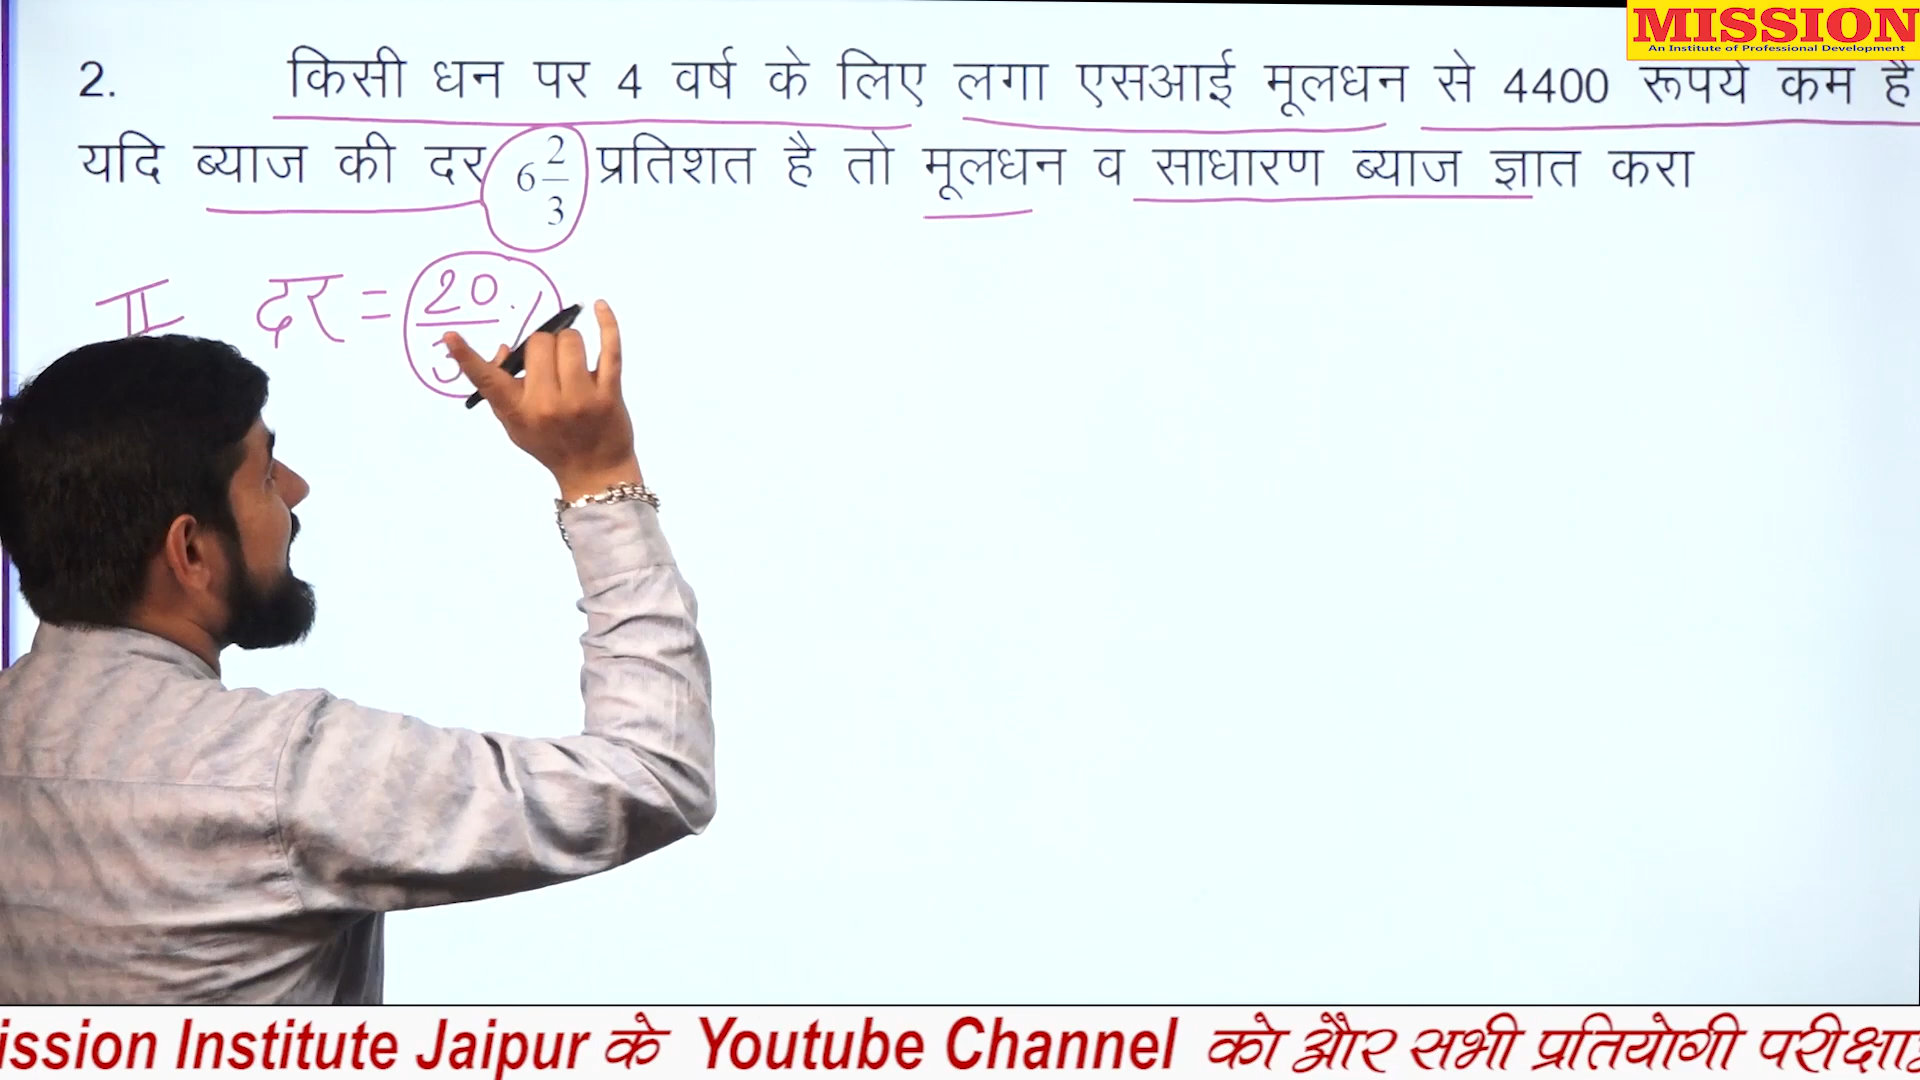 MISSION
An Institute of Professional Development
2. किसी धन पर 4 वर्ष के लिए लगा एसआई मूलधन से 4400 रूपये कम है
यदि ब्याज की दर 6 2/3 प्रतिशत है तो मूलधन व साधारण ब्याज ज्ञात करा
II दर = 20/3 %
ission Institute Jaipur के Youtube Channel को और सभी प्रतियोगी परीक्षा